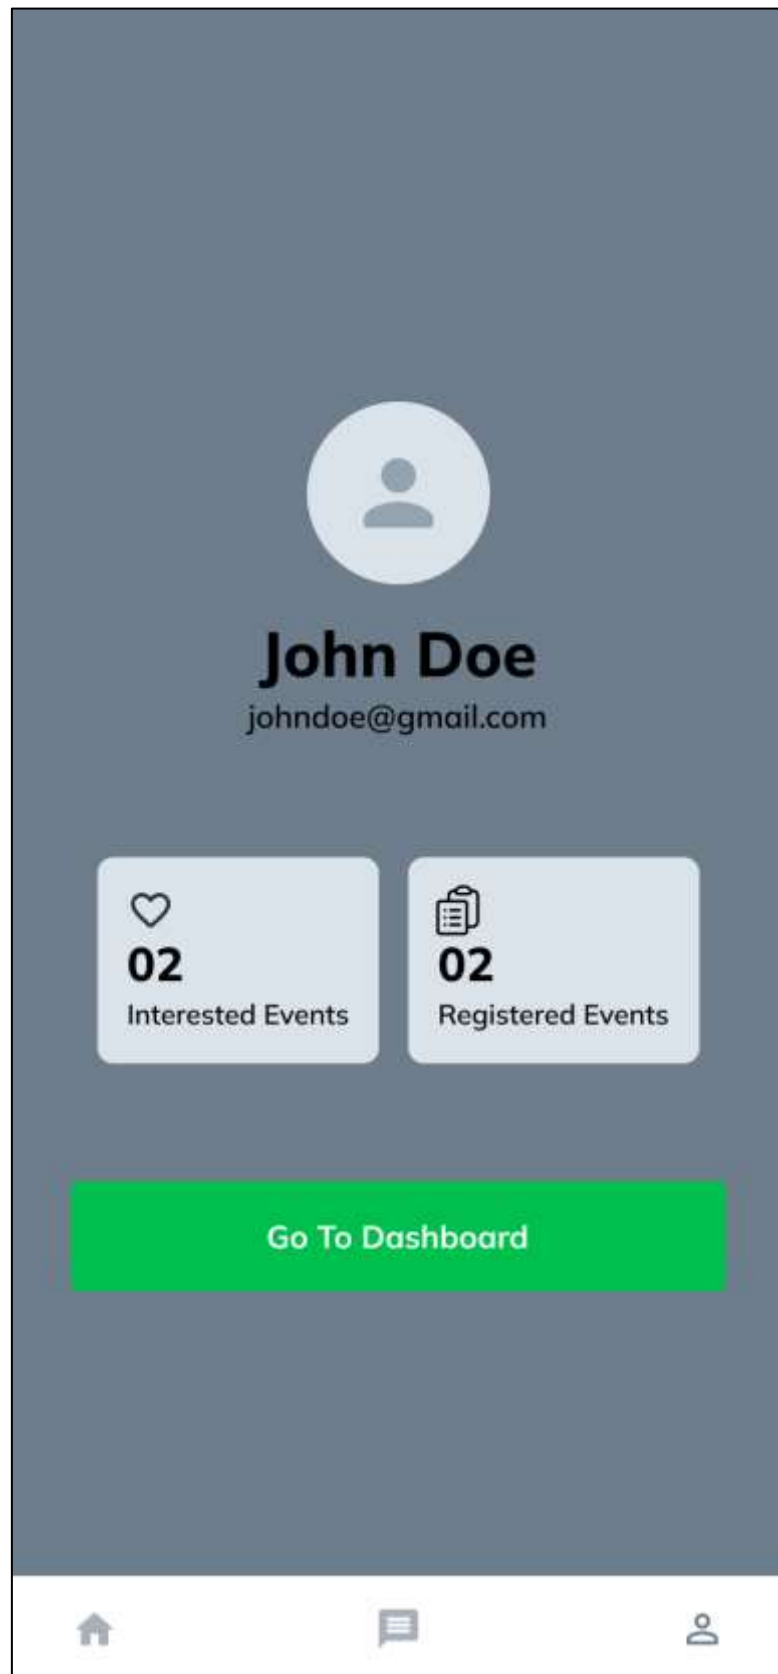 John Doe
johndoe@gmail.com
02
Interested Events
02
Registered Events
Go To Dashboard